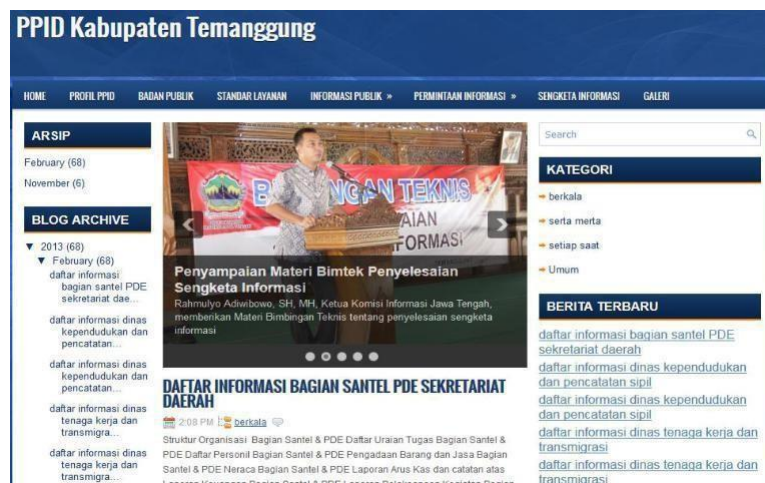 PPID Kabupaten Temanggung
HOME
PROFIL PPID
BADAN PUBLIK
STANDAR LAYANAN
INFORMASI PUBLIK »
PERMINTAAN INFORMASI »
SENGKETA INFORMASI
GALERI
ARSIP
February (68)
November (6)
BLOG ARCHIVE
▼ 2013 (68)
▼ February (68)
daftar informasi
bagian santel PDE
sekretariat dae...
daftar informasi dinas
kependudukan dan
pencatatan...
daftar informasi dinas
kependudukan dan
pencatatan...
daftar informasi dinas
tenaga kerja dan
transmigra...
daftar informasi dinas
tenaga kerja dan
transmigra...
TEKNIS
Penyampaian Materi Bimtek Penyelesaian
Sengketa Informasi
Rahmulyo Adiwibowo, SH, MH, Ketua Komisi Informasi Jawa Tengah,
memberikan Materi Bimbingan Teknis tentang penyelesaian sengketa
informasi
DAFTAR INFORMASI BAGIAN SANTEL PDE SEKRETARIAT
DAERAH
2:08 PM berkala
Struktur Organisasi Bagian Santel & PDE Daftar Uraian Tugas Bagian Santel &
PDE Daftar Personil Bagian Santel & PDE Pengadaan Barang dan Jasa Bagian
Santel & PDE Neraca Bagian Santel & PDE Laporan Arus Kas dan catatan atas
Search
KATEGORI
berkala
serta merta
setiap saat
Umum
BERITA TERBARU
daftar informasi bagian santel PDE
sekretariat daerah
daftar informasi dinas kependudukan
dan pencatatan sipil
daftar informasi dinas kependudukan
dan pencatatan sipil
daftar informasi dinas tenaga kerja dan
transmigrasi
daftar informasi dinas tenaga kerja dan
transmigrasi